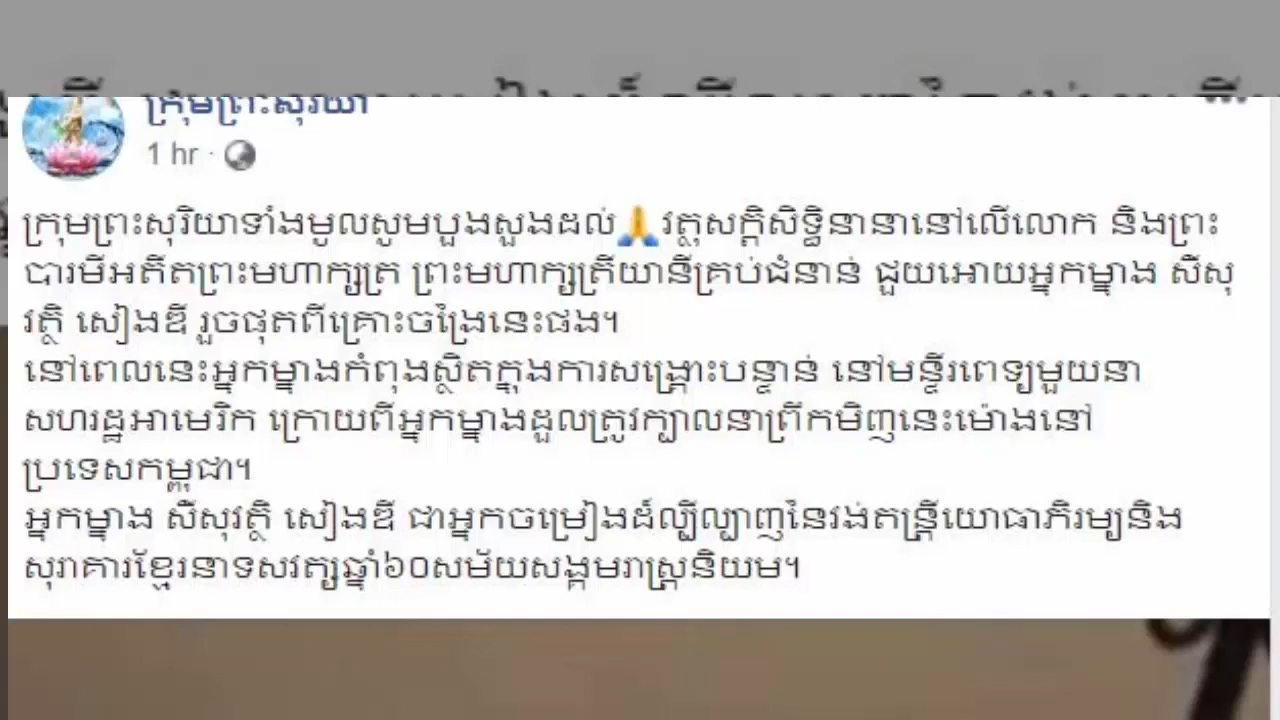 ក្រុមព្រះសុរិយា
1 hr ·
ក្រុមព្រះសុរិយាទាំងមូលសូមបួងសួងដល់🙏វត្ថុសក្តិសិទ្ធិនានានៅលើលោក និងព្រះ
បារមីអតីតព្រះមហាក្សត្រ ព្រះមហាក្សត្រីយានីគ្រប់ជំនាន់ ជួយអោយអ្នកម្នាង ស៊ីសុ
វត្ថិ សៀងឌី រួចផុតពីគ្រោះចង្រៃនេះផង។
នៅពេលនេះអ្នកម្នាងកំពុងស្ថិតក្នុងការសង្គ្រោះបន្ទាន់ នៅមន្ទីរពេទ្យមួយនា
សហរដ្ឋអាមេរិក ក្រោយពីអ្នកម្នាងដួលត្រូវក្បាលនាព្រឹកមិញនេះម៉ោងនៅ
ប្រទេសកម្ពុជា។
អ្នកម្នាង ស៊ីសុវត្ថិ សៀងឌី ជាអ្នកចម្រៀងដ៏ល្បីល្បាញនៃវង់តន្ត្រីយោធាភិរម្យនិង
សុរាគារខ្មែរនាទសវត្សឆ្នាំ៦០សម័យសង្គមរាស្ត្រនិយម។